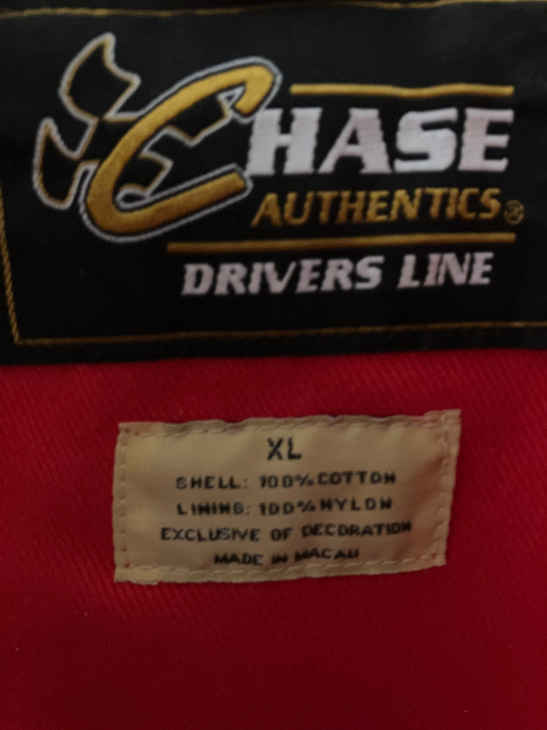 CHASE
AUTHENTICS®
DRIVERS LINE
XL
SHELL: 100% COTTON
LINING: 100% NYLON
EXCLUSIVE OF DECORATION
MADE IN MACAU